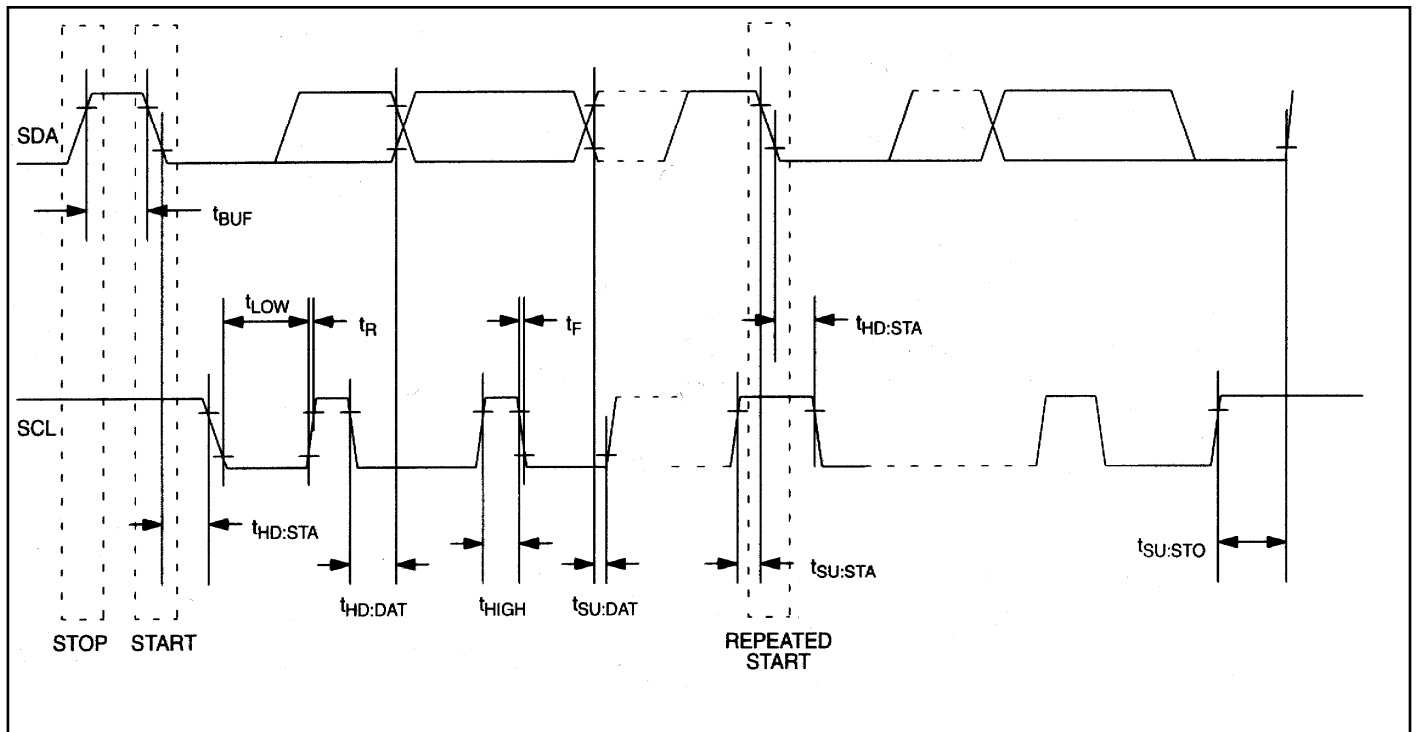 SDA
tBUF
tLOW
tR
tF
tHD:STA
SCL
tHD:STA
tHD:DAT
tHIGH
tSU:DAT
tSU:STA
tSU:STO
STOP
START
REPEATED
START